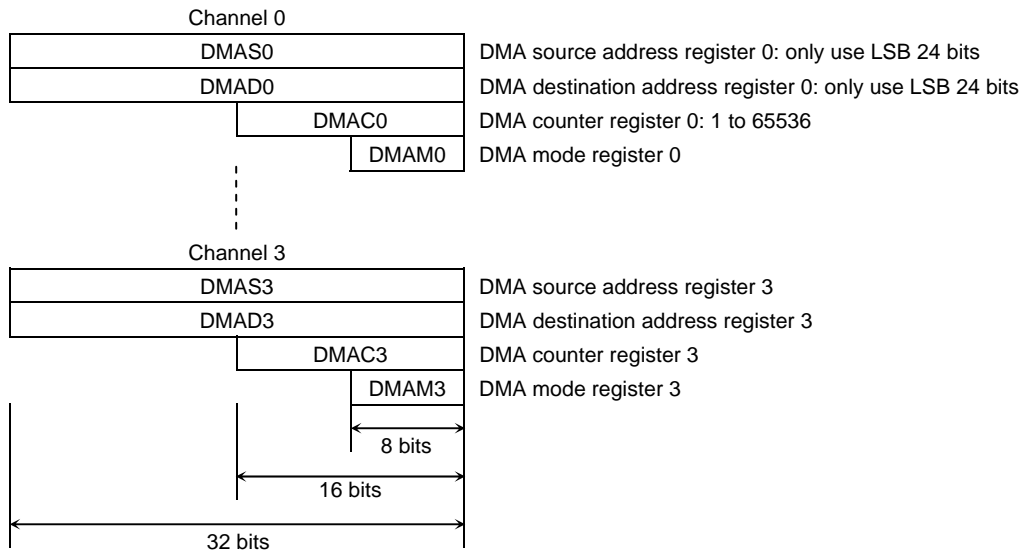 Channel 0
DMAS0 DMA source address register 0: only use LSB 24 bits
DMAD0 DMA destination address register 0: only use LSB 24 bits
DMAC0 DMA counter register 0: 1 to 65536
DMAM0 DMA mode register 0
Channel 3
DMAS3 DMA source address register 3
DMAD3 DMA destination address register 3
DMAC3 DMA counter register 3
DMAM3 DMA mode register 3
8 bits
16 bits
32 bits